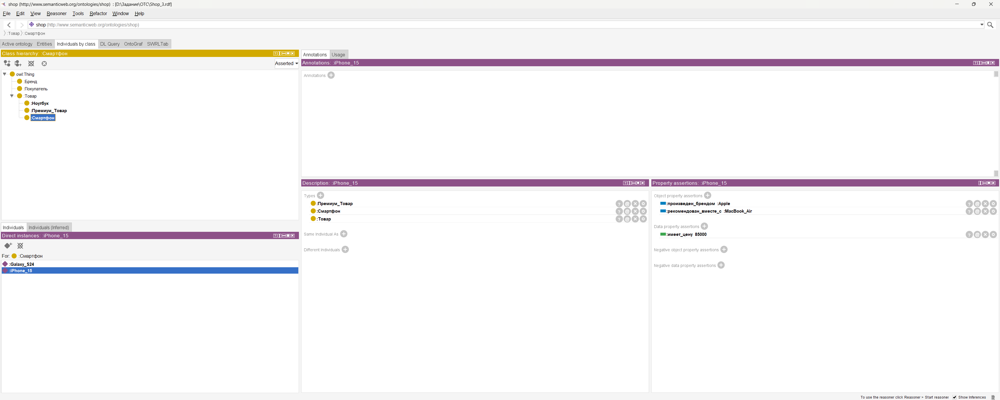 shop (http://www.semanticweb.org/ontologies/shop) : [D:\Задание\ОТС\Shop_3.rdf]
File Edit View Reasoner Tools Refactor Window Help
shop (http://www.semanticweb.org/ontologies/shop)
:Товар :Смартфон
Active ontology Entities Individuals by class DL Query OntoGraf SWRLTab
Class hierarchy: :Смартфон
Asserted
owl:Thing
:Бренд
:Покупатель
:Товар
:Ноутбук
:Премиум_Товар
:Смартфон
Individuals Individuals (Inferred)
Direct instances: :iPhone_15
For: :Смартфон
:Galaxy_S24
:iPhone_15
Annotations Usage
Annotations: :iPhone_15
Annotations
Description: :iPhone_15
Types
:Премиум_Товар
:Смартфон
:Товар
Same Individual As
Different Individuals
Property assertions: :iPhone_15
Object property assertions
:произведен_брендом :Apple
:рекомендован_вместе_с :MacBook_Air
Data property assertions
:имеет_цену 85000
Negative object property assertions
Negative data property assertions
To use the reasoner click Reasoner > Start reasoner Show Inferences